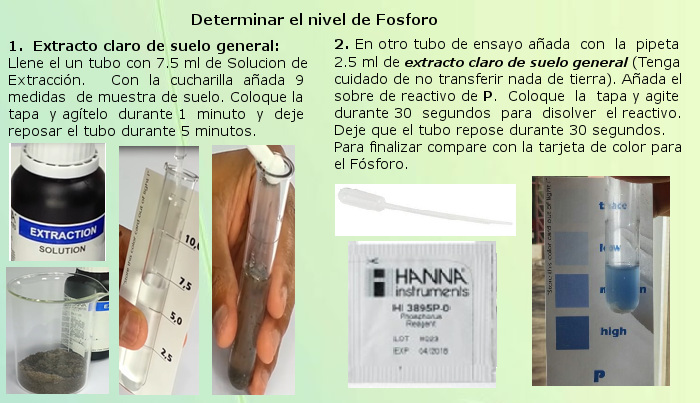 Determinar el nivel de Fosforo
1. Extracto claro de suelo general:
Llene el un tubo con 7.5 ml de Solucion de
Extracción. Con la cucharilla añada 9
medidas de muestra de suelo. Coloque la
tapa y agítelo durante 1 minuto y deje
reposar el tubo durante 5 minutos.
2. En otro tubo de ensayo añada con la pipeta
2.5 ml de extracto claro de suelo general (Tenga
cuidado de no transferir nada de tierra). Añada el
sobre de reactivo de P. Coloque la tapa y agite
durante 30 segundos para disolver el reactivo.
Deje que el tubo repose durante 30 segundos.
Para finalizar compare con la tarjeta de color para
el Fósforo.
EXTRACTION
SOLUTION
10,
7,5
5,0
2,5
HANNA
instruments
HI 3895P-0
Phosphorus
Reagent
LOT H029
EXP 04/2018
high
P